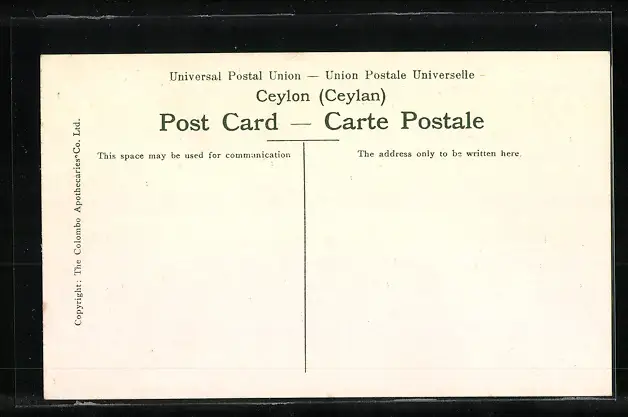 Universal Postal Union — Union Postale Universelle
Ceylon (Ceylan)
Post Card — Carte Postale
This space may be used for communication
The address only to be written here.
Copyright: The Colombo Apothecaries' Co. Ltd.